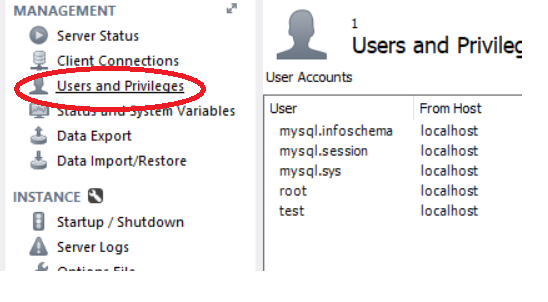 MANAGEMENT
Server Status
Client Connections
Users and Privileges
Status and System Variables
Data Export
Data Import/Restore
INSTANCE
Startup / Shutdown
Server Logs
Options File
1
Users and Privileg
User Accounts
User From Host
mysql.infoschema localhost
mysql.session localhost
mysql.sys localhost
root localhost
test localhost